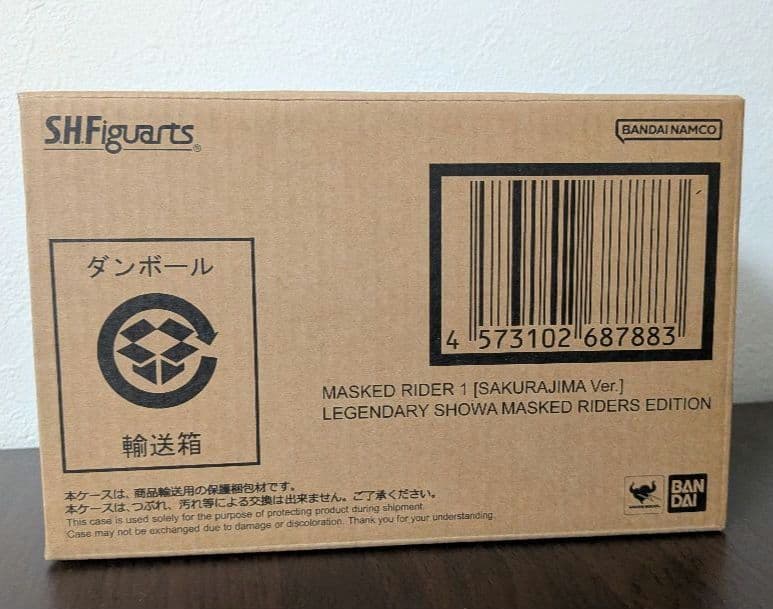 S.H.Figuarts®
BANDAI NAMCO
ダンボール
輸送箱
4 573102 687883
MASKED RIDER 1 [SAKURAJIMA Ver.]
LEGENDARY SHOWA MASKED RIDERS EDITION
本ケースは、商品輸送用の保護梱包材です。
本ケースは、つぶれ、汚れ等による交換は出来ません。ご了承ください。
This case is used solely for the purpose of protecting product during shipment.
Case may not be exchanged due to damage or discoloration. Thank you for your understanding.
BAN
DAI